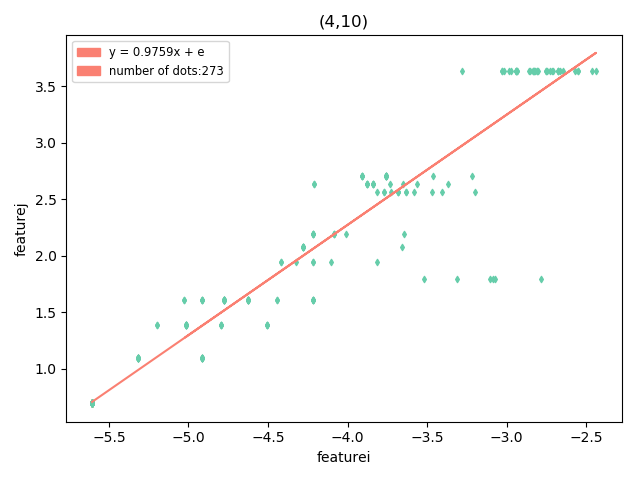 (4,10)
y = 0.9759x + e
number of dots:273
3.5
3.0
2.5
2.0
1.5
1.0
featurej
−5.5 −5.0 −4.5 −4.0 −3.5 −3.0 −2.5
featurei